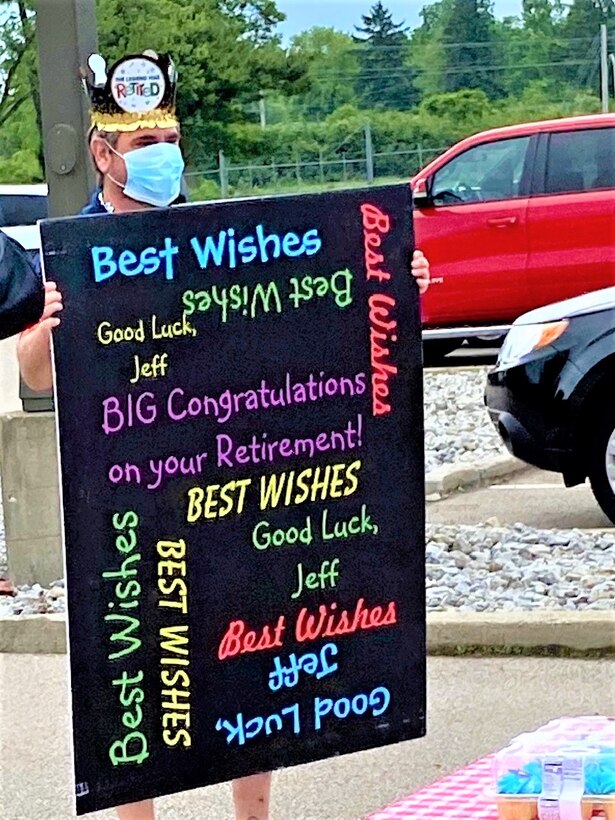 THE LEGEND HAS
RETIRED
Best Wishes
Best Wishes
Best Wishes
Good Luck,
Jeff
BIG Congratulations
on your Retirement!
BEST WISHES
Good Luck,
Jeff
Best Wishes
BEST WISHES
Best Wishes
Good Luck,
Jeff